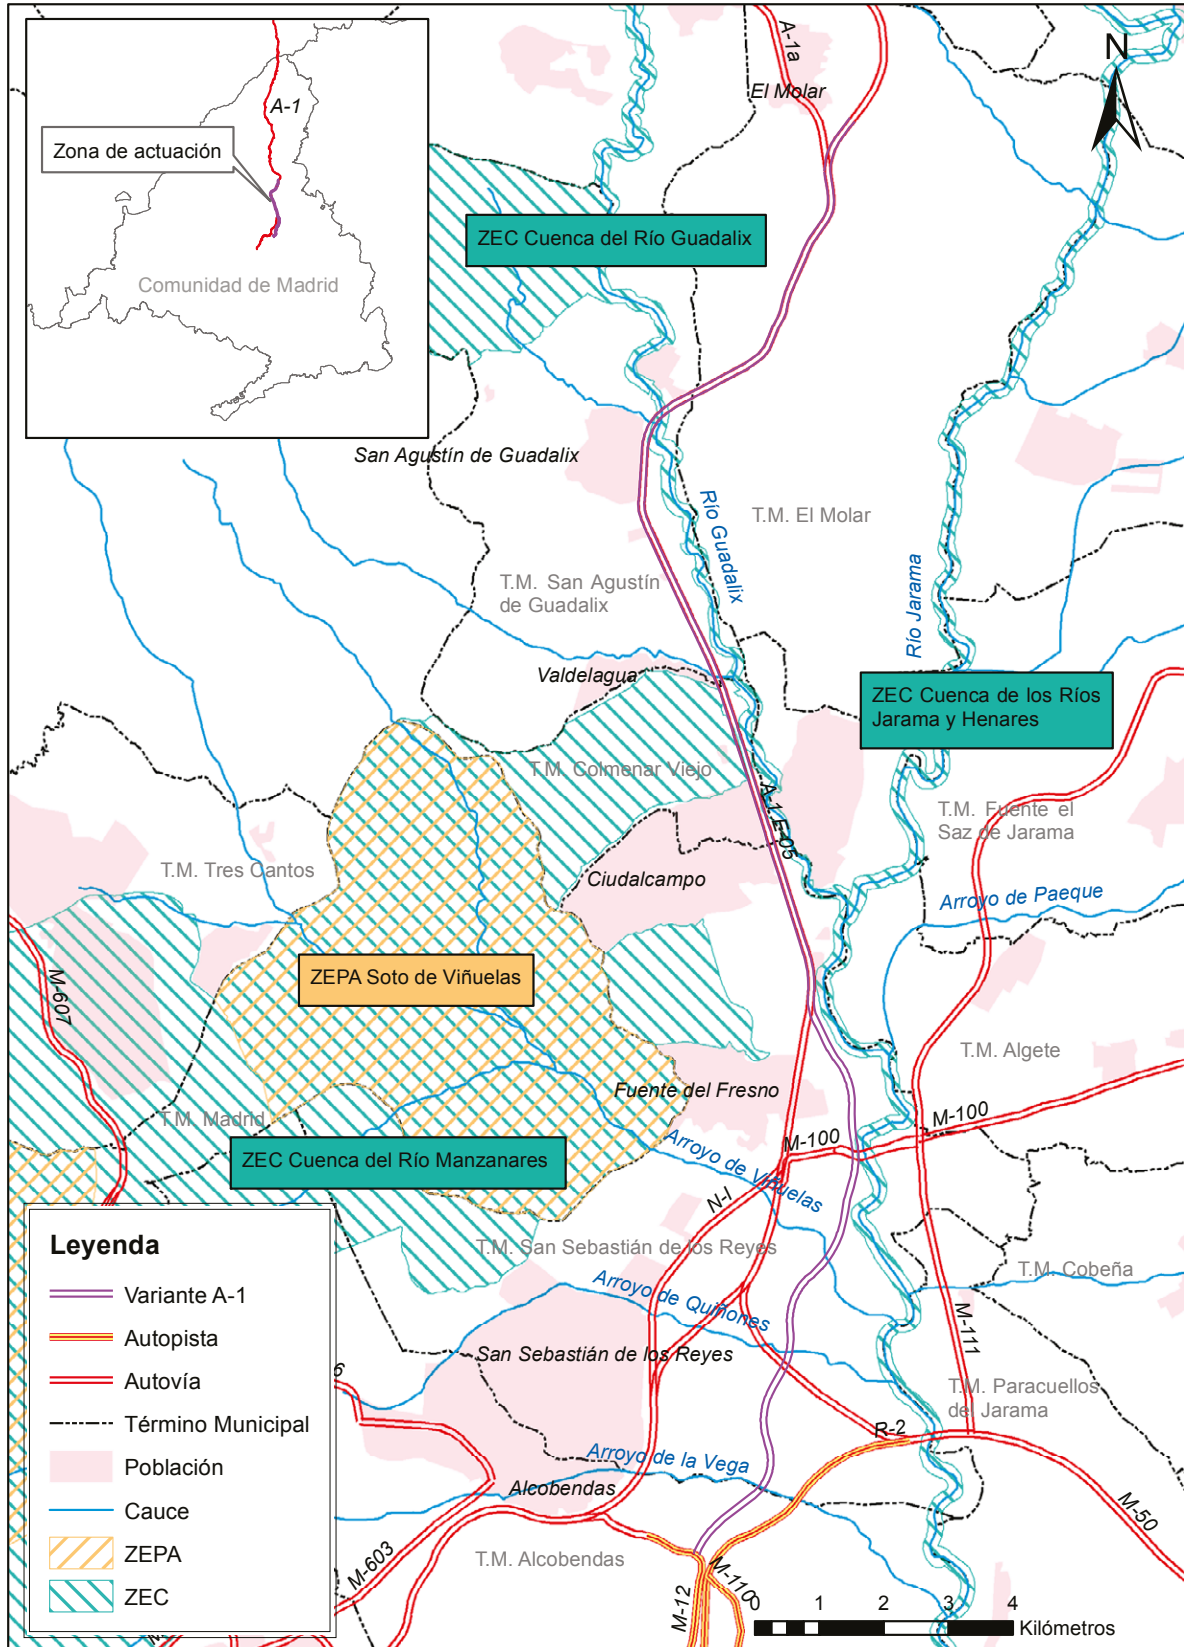 A-1
Zona de actuación
Comunidad de Madrid
A-1a
El Molar
N
ZEC Cuenca del Río Guadalix
San Agustín de Guadalix
Río Guadalix
T.M. El Molar
Río Jarama
T.M. San Agustín
de Guadalix
Valdelagua
ZEC Cuenca de los Ríos
Jarama y Henares
T.M. Colmenar Viejo
A-1 E-05
T.M. Fuente el
Saz de Jarama
T.M. Tres Cantos
Ciudalcampo
Arroyo de Paeque
M-607
ZEPA Soto de Viñuelas
T.M. Algete
Fuente del Fresno
T.M. Madrid
M-100
M-100
ZEC Cuenca del Río Manzanares
Arroyo de Viñuelas
N-I
T.M. San Sebastián de los Reyes
T.M. Cobeña
Arroyo de Quiñones
M-111
San Sebastián de los Reyes
T.M. Paracuellos
del Jarama
R-2
Arroyo de la Vega
Alcobendas
M-50
T.M. Alcobendas
M-603
M-12
M-110
Leyenda
Variante A-1
Autopista
Autovía
Término Municipal
Población
Cauce
ZEPA
ZEC
0 1 2 3 4
Kilómetros